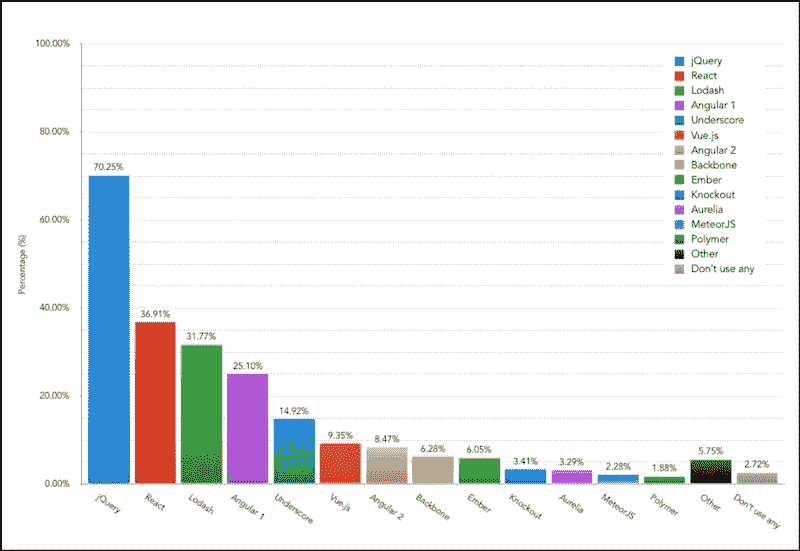 100.00%
80.00%
60.00%
40.00%
20.00%
0.00%
Percentage (%)
70.25%
36.91%
31.77%
25.10%
14.92%
9.35%
8.47%
6.28%
6.05%
3.41%
3.29%
2.28%
1.88%
5.75%
2.72%
jQuery
React
Lodash
Angular 1
Underscore
Vue.js
Angular 2
Backbone
Ember
Knockout
Aurelia
MeteorJS
Polymer
Other
Don't use any
jQuery
React
Lodash
Angular 1
Underscore
Vue.js
Angular 2
Backbone
Ember
Knockout
Aurelia
MeteorJS
Polymer
Other
Don't use any